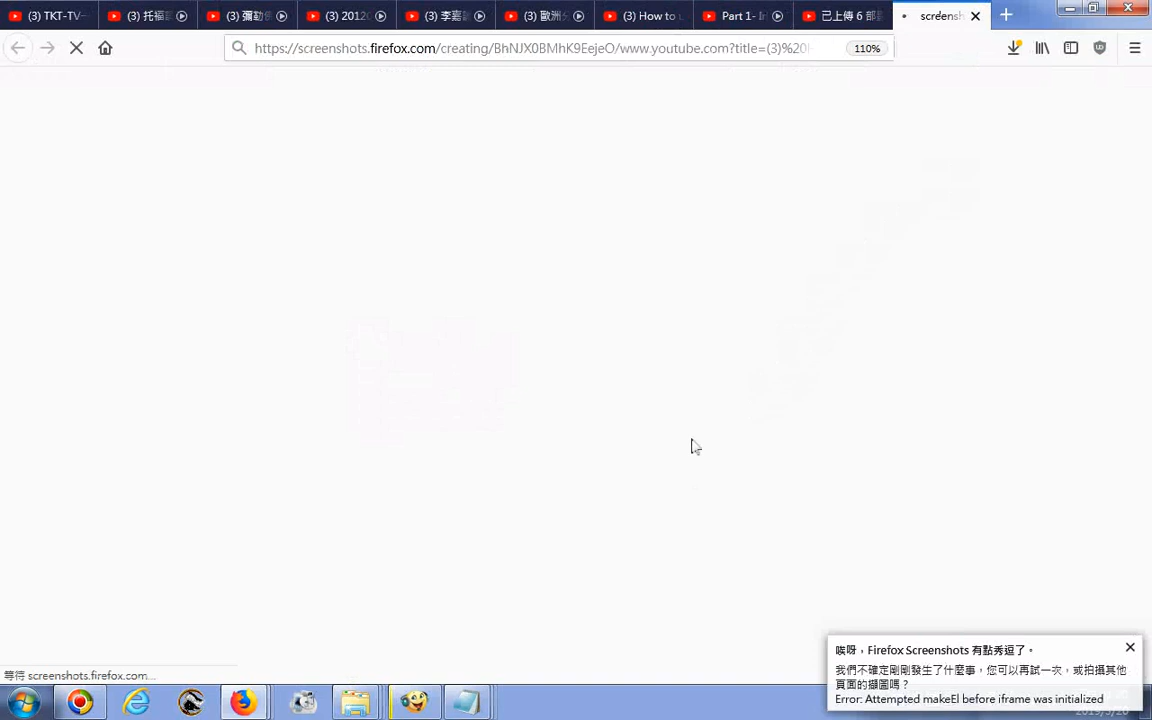 (3) TKT-TV-
(3) 托福
(3) 彌勒
(3) 2012
(3) 李嘉
(3) 歐洲
(3) How to
Part 1- I
已上傳 6 部
screensh
https://screenshots.firefox.com/creating/BhNJX0BMhK9EejeO/www.youtube.com?title=(3)%20
110%
等待 screenshots.firefox.com...
唉呀，Firefox Screenshots 有點秀逗了。
我們不確定剛剛發生了什麼事，您可以再試一次，或拍攝其他
頁面的擷圖嗎？
Error: Attempted makeEl before iframe was initialized